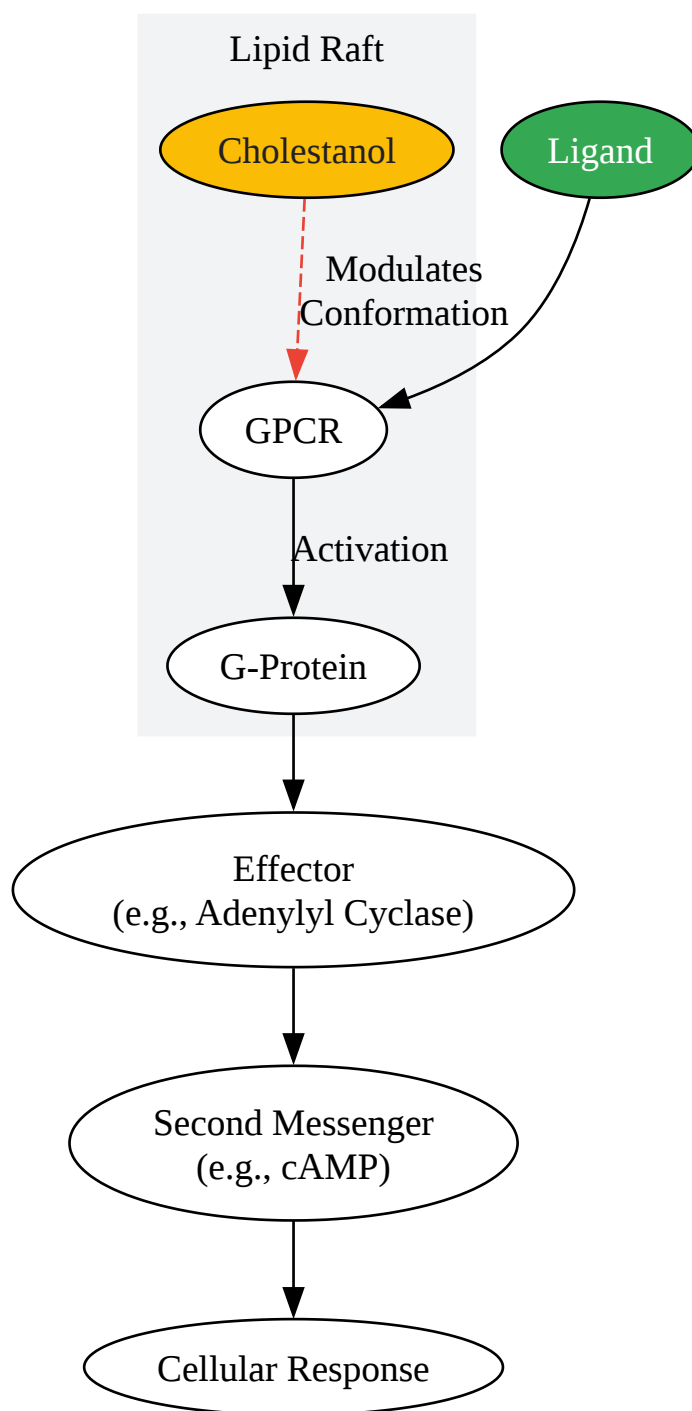 Lipid Raft
Cholestanol
Ligand
Modulates
Conformation
GPCR
Activation
G-Protein
Effector
(e.g., Adenylyl Cyclase)
Second Messenger
(e.g., cAMP)
Cellular Response